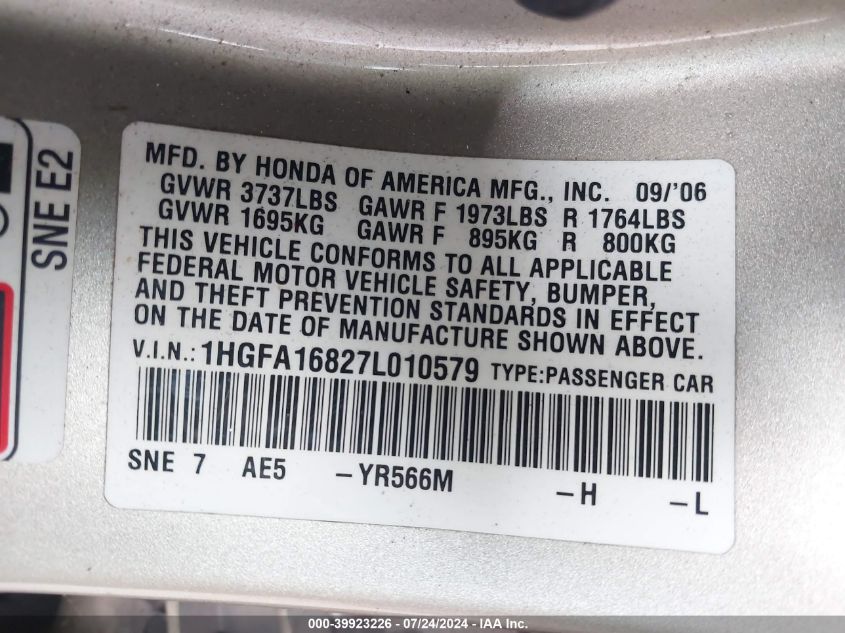 SNE E2
MFD. BY HONDA OF AMERICA MFG., INC. 09/'06
GVWR 3737LBS GAWR F 1973LBS R 1764LBS
GVWR 1695KG GAWR F 895KG R 800KG
THIS VEHICLE CONFORMS TO ALL APPLICABLE
FEDERAL MOTOR VEHICLE SAFETY, BUMPER,
AND THEFT PREVENTION STANDARDS IN EFFECT
ON THE DATE OF MANUFACTURE SHOWN ABOVE.
V.I.N.: 1HGFA16827L010579 TYPE:PASSENGER CAR
SNE 7 AE5 -YR566M -H -L
000-39923226 - 07/24/2024 - IAA Inc.